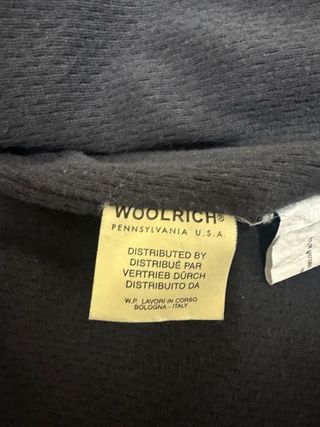 WOOLRICH®
PENNSYLVANIA U.S.A.
DISTRIBUTED BY
DISTRIBUÉ PAR
VERTRIEB DÜRCH
DISTRIBUITO DA
W.P. LAVORI IN CORSO
BOLOGNA - ITALY